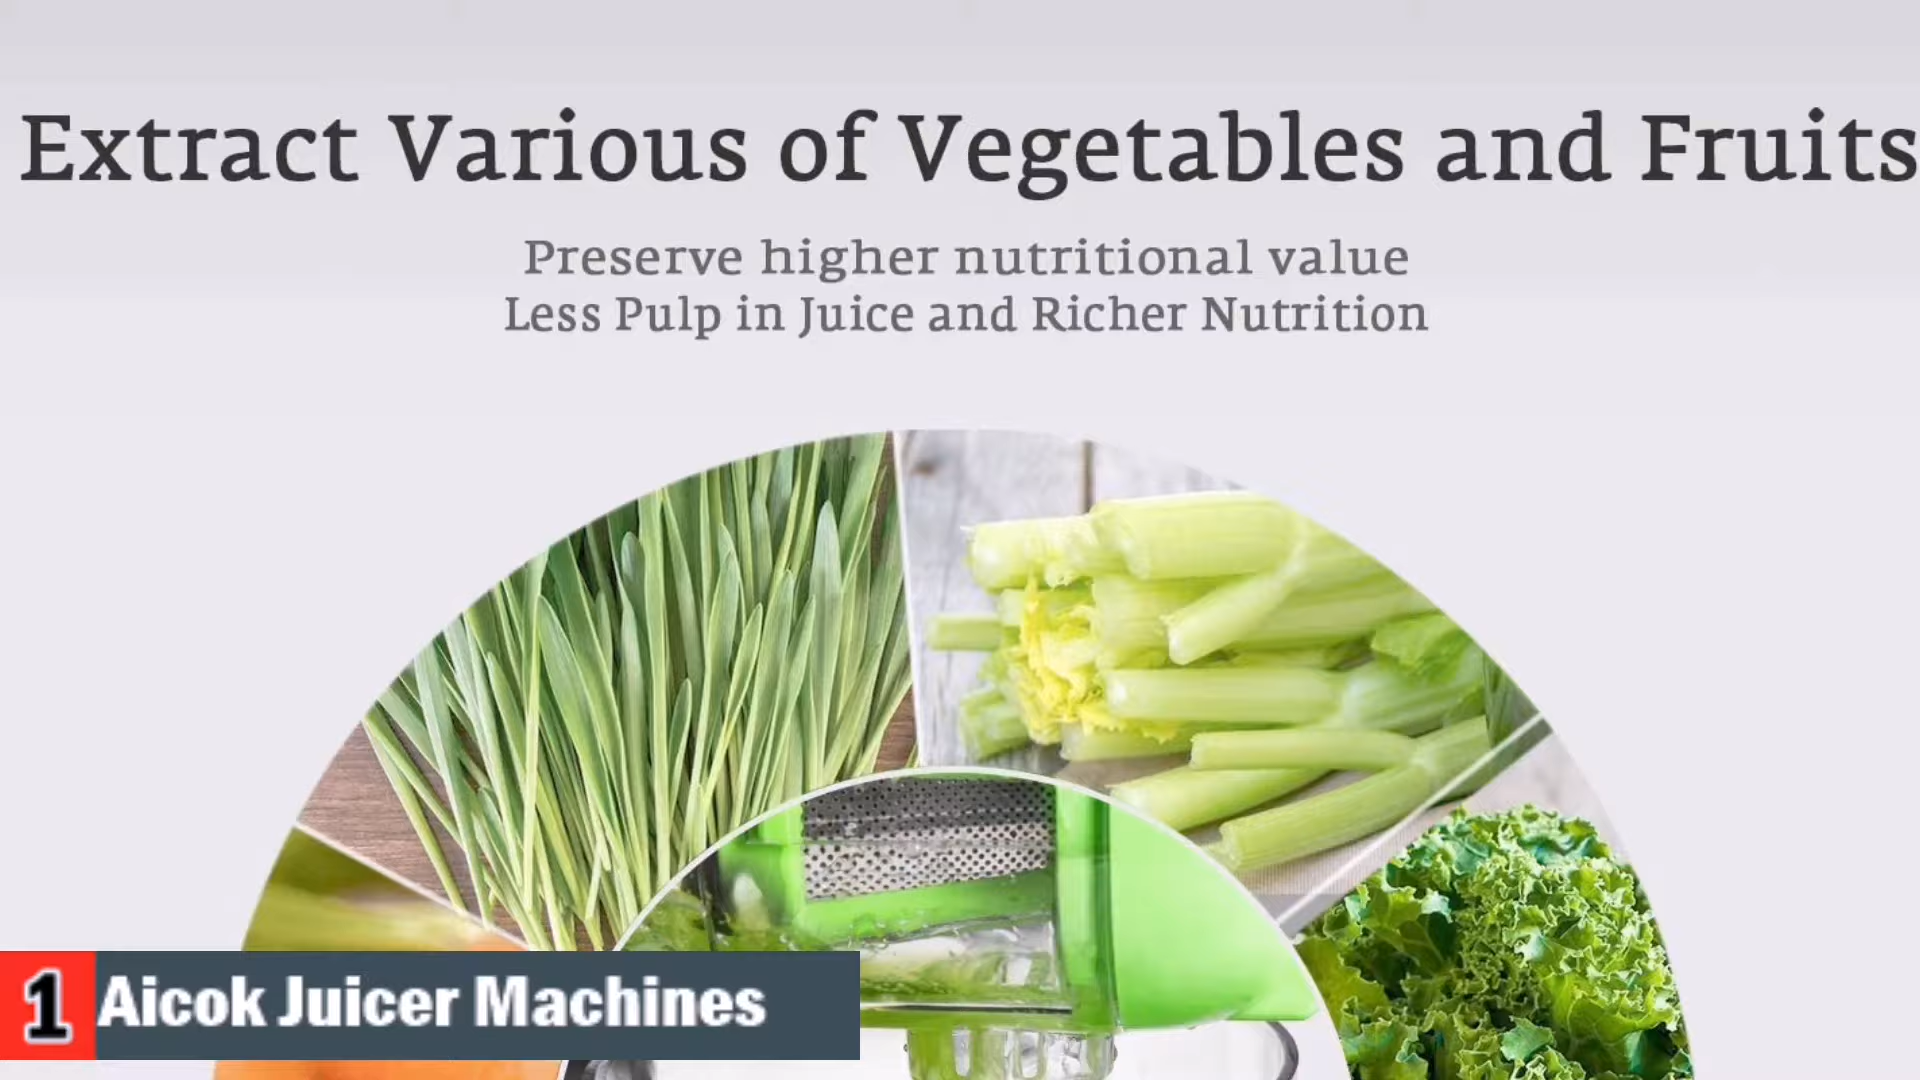 Extract Various of Vegetables and Fruits
Preserve higher nutritional value
Less Pulp in Juice and Richer Nutrition
1 Aicok Juicer Machines